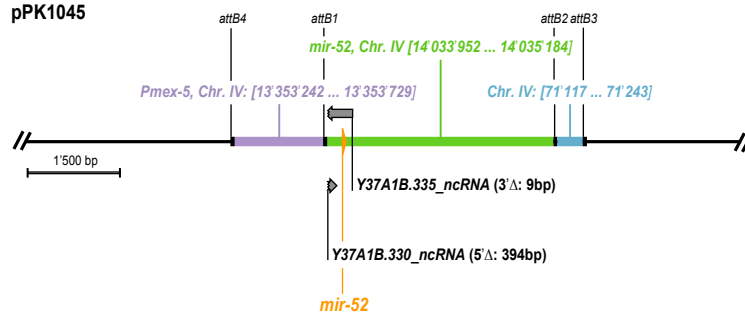 pPK1045
attB4
attB1
attB2 attB3
mir-52, Chr. IV [14'033'952 ... 14'035'184]
Pmex-5, Chr. IV: [13'353'242 ... 13'353'729]
Chr. IV: [71'117 ... 71'243]
1'500 bp
Y37A1B.335_ncRNA (3'Δ: 9bp)
Y37A1B.330_ncRNA (5'Δ: 394bp)
mir-52